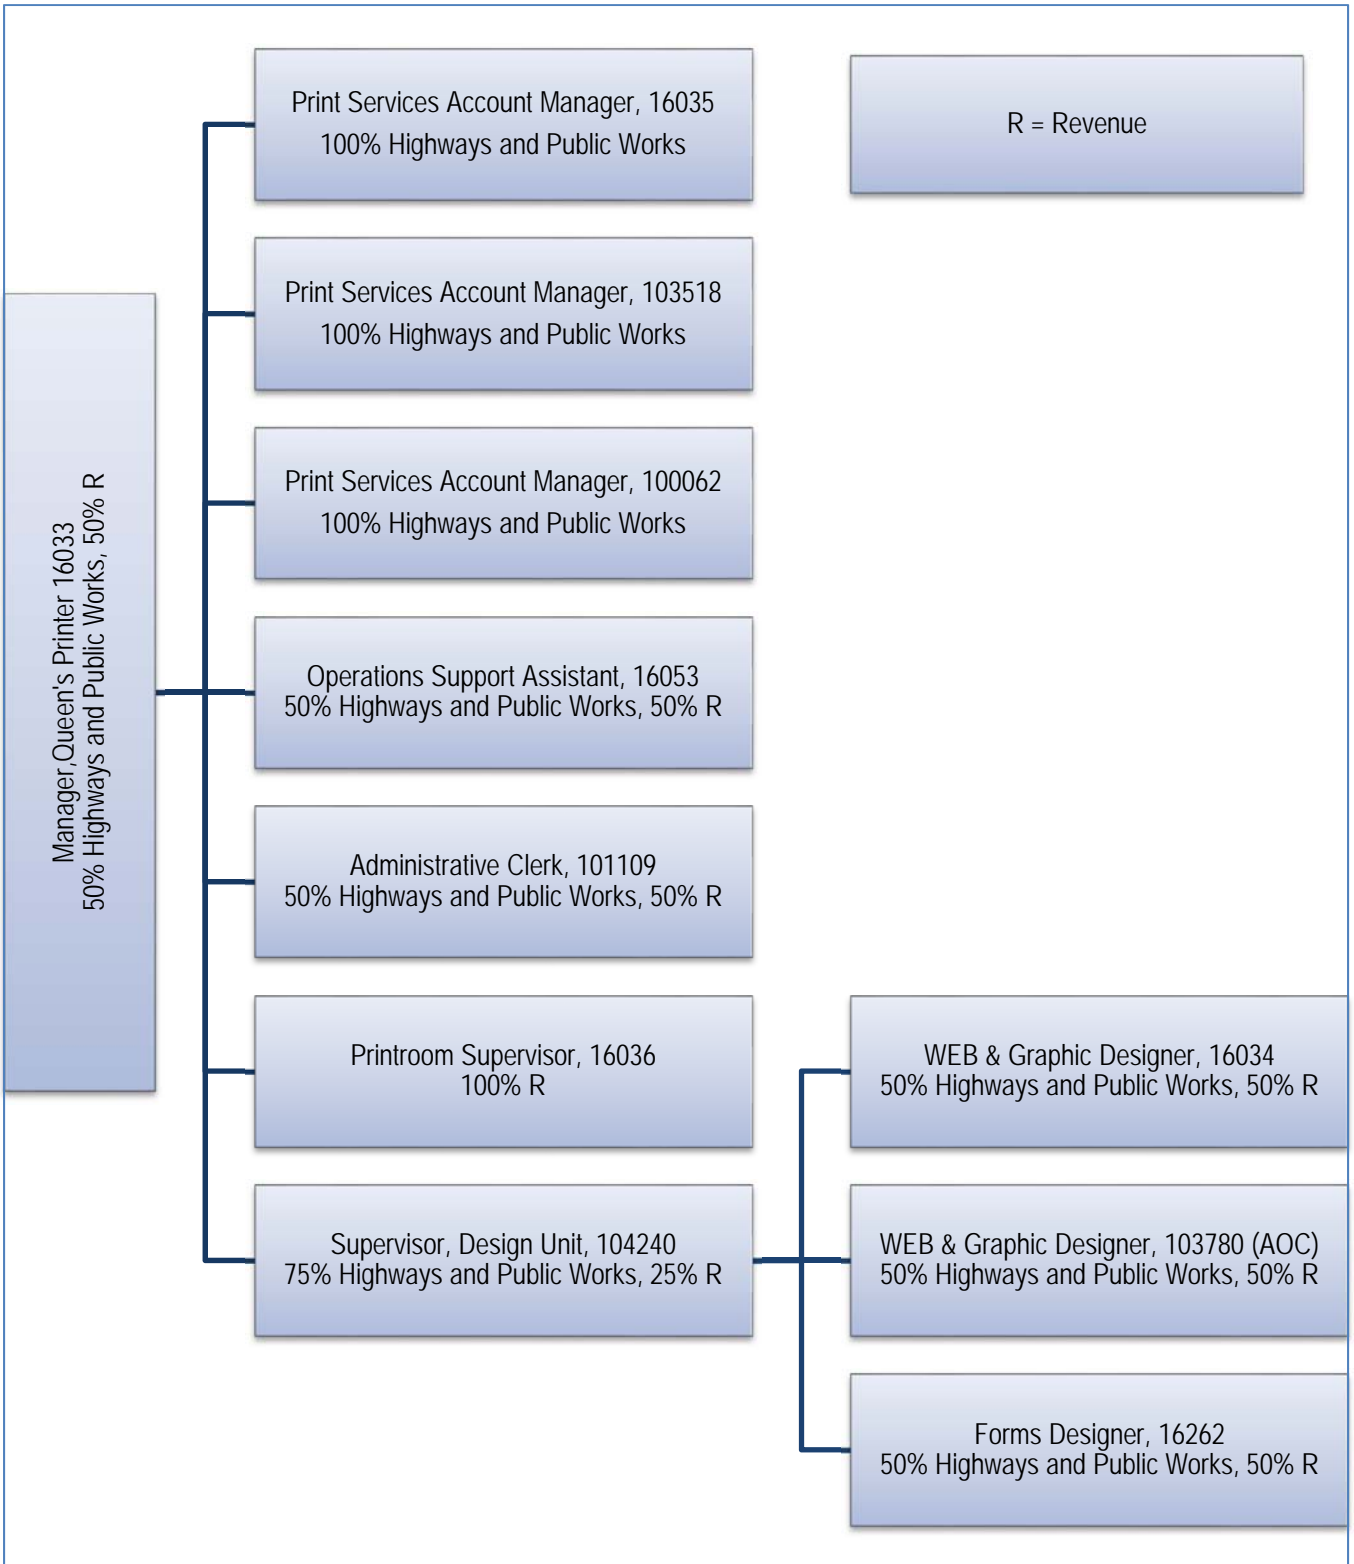 Print Services Account Manager, 16035
100% Highways and Public Works
R = Revenue
Print Services Account Manager, 103518
100% Highways and Public Works
Print Services Account Manager, 100062
100% Highways and Public Works
Manager,Queen's Printer 16033
50% Highways and Public Works, 50% R
Operations Support Assistant, 16053
50% Highways and Public Works, 50% R
Administrative Clerk, 101109
50% Highways and Public Works, 50% R
Printroom Supervisor, 16036
100% R
Supervisor, Design Unit, 104240
75% Highways and Public Works, 25% R
WEB & Graphic Designer, 16034
50% Highways and Public Works, 50% R
WEB & Graphic Designer, 103780 (AOC)
50% Highways and Public Works, 50% R
Forms Designer, 16262
50% Highways and Public Works, 50% R